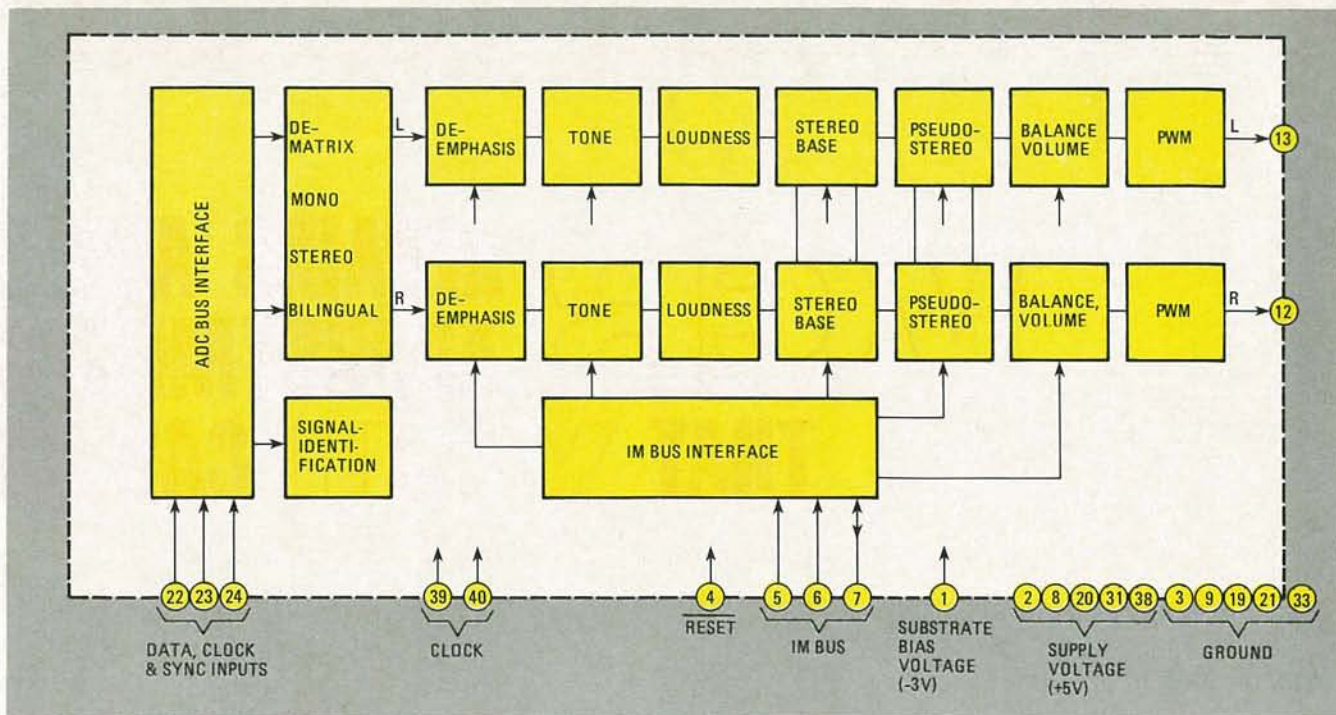 ADC BUS INTERFACE
DE-
MATRIX
MONO
STEREO
BILINGUAL
L
R
SIGNAL-
IDENTI-
FICATION
DE-
EMPHASIS
TONE
LOUDNESS
STEREO
BASE
PSEUDO-
STEREO
BALANCE
VOLUME
PWM
L
13
DE-
EMPHASIS
TONE
LOUDNESS
STEREO
BASE
PSEUDO-
STEREO
BALANCE,
VOLUME
PWM
R
12
IM BUS INTERFACE
22 23 24
DATA, CLOCK
& SYNC INPUTS
39 40
CLOCK
4
RESET
5 6 7
IM BUS
1
SUBSTRATE
BIAS
VOLTAGE
(-3V)
2 8 20 31 38
SUPPLY
VOLTAGE
(+5V)
3 9 19 21 33
GROUND